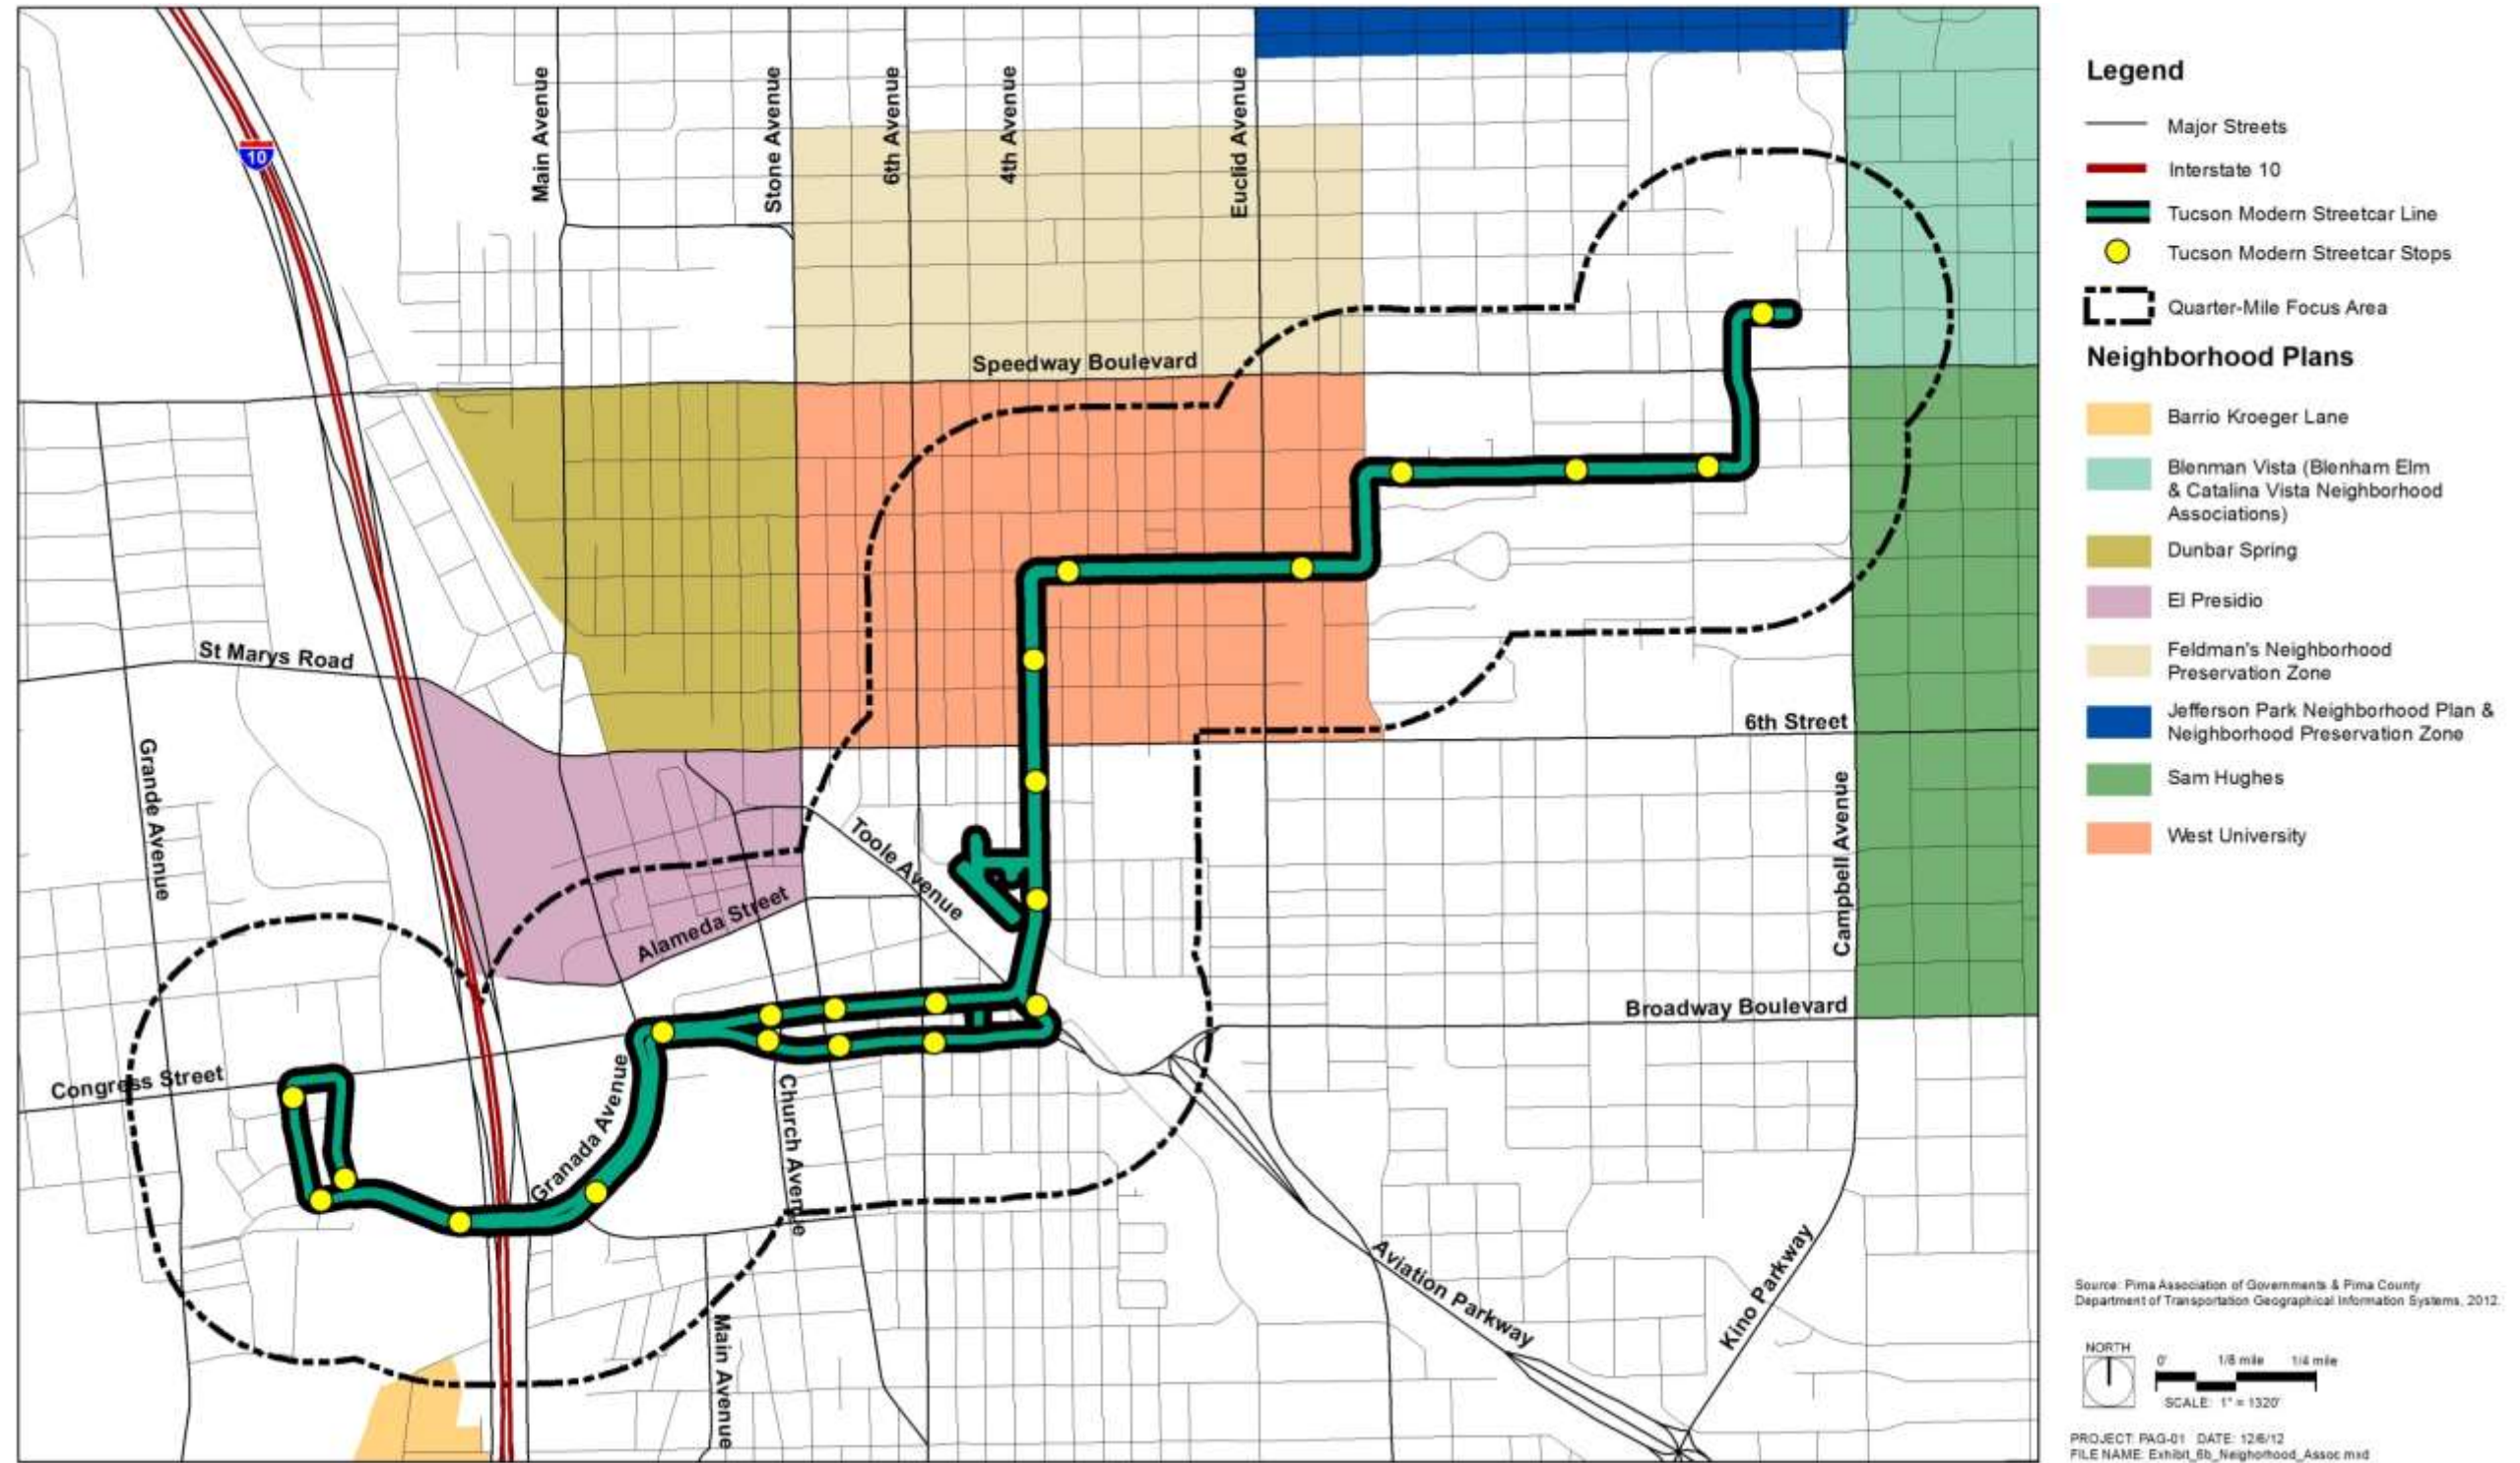 Main Avenue
Stone Avenue
6th Avenue
4th Avenue
Euclid Avenue
10
Speedway Boulevard
St Marys Road
Grande Avenue
6th Street
Toole Avenue
Campbell Avenue
Alameda Street
Broadway Boulevard
Congress Street
Granada Avenue
Church Avenue
Main Avenue
Aviation Parkway
Kino Parkway
Legend
Major Streets
Interstate 10
Tucson Modern Streetcar Line
Tucson Modern Streetcar Stops
Quarter-Mile Focus Area
Neighborhood Plans
Barrio Kroeger Lane
Blenman Vista (Blenham Elm
& Catalina Vista Neighborhood
Associations)
Dunbar Spring
El Presidio
Feldman's Neighborhood
Preservation Zone
Jefferson Park Neighborhood Plan &
Neighborhood Preservation Zone
Sam Hughes
West University
Source: Pima Association of Governments & Pima County
Department of Transportation Geographical Information Systems, 2012.
NORTH
0' 1/8 mile 1/4 mile
SCALE: 1" = 1320'
PROJECT: PAG-01 DATE: 12/6/12
FILE NAME: Exhibit_6b_Neighorhood_Assoc.mxd